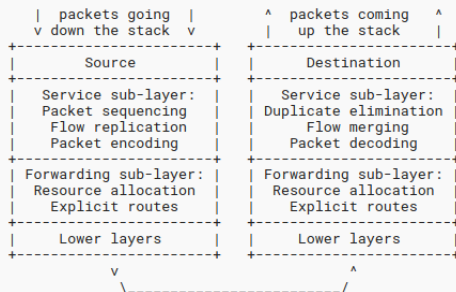 packets going
down the stack
Source
Service sub-layer:
Packet sequencing
Flow replication
Packet encoding
Forwarding sub-layer:
Resource allocation
Explicit routes
Lower layers
packets coming
up the stack
Destination
Service sub-layer:
Duplicate elimination
Flow merging
Packet decoding
Forwarding sub-layer:
Resource allocation
Explicit routes
Lower layers